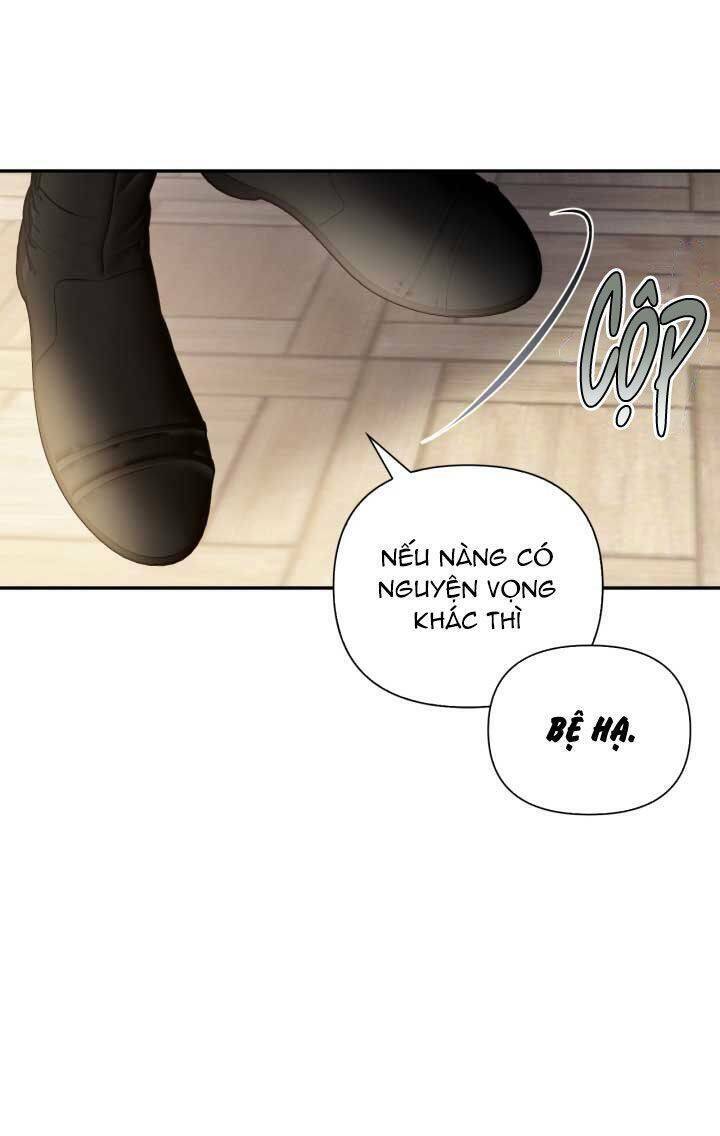 CỘP
NẾU NÀNG CÓ
NGUYỆN VỌNG
KHÁC THÌ
BỆ HẠ.